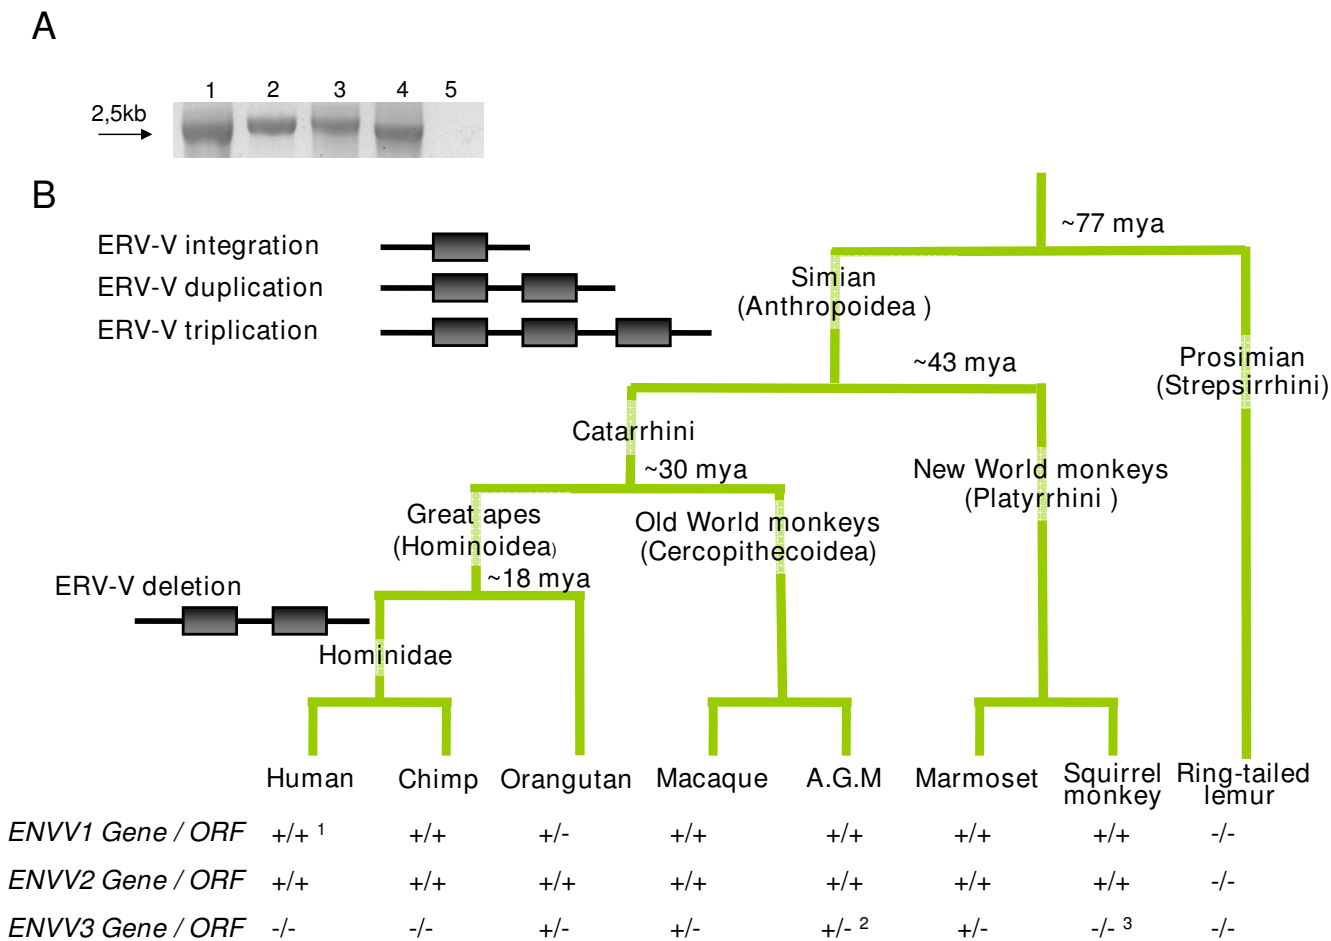 A
1 2 3 4 5
2,5kb
B
~77 mya
ERV-V integration
ERV-V duplication
ERV-V triplication
Simian
(Anthropoidea )
~43 mya
Prosimian
(Strepsirrhini)
Catarrhini
~30 mya
New World monkeys
(Platyrrhini )
Great apes
(Hominoidea)
Old World monkeys
(Cercopithecoidea)
~18 mya
ERV-V deletion
Hominidae
Human Chimp Orangutan Macaque A.G.M Marmoset Squirrel monkey Ring-tailed lemur
ENVV1 Gene / ORF +/+ 1 +/+ +/- +/+ +/+ +/+ +/+ -/-
ENVV2 Gene / ORF +/+ +/+ +/+ +/+ +/+ +/+ +/+ -/-
ENVV3 Gene / ORF -/- -/- +/- +/- +/- 2 +/- -/- 3 -/-